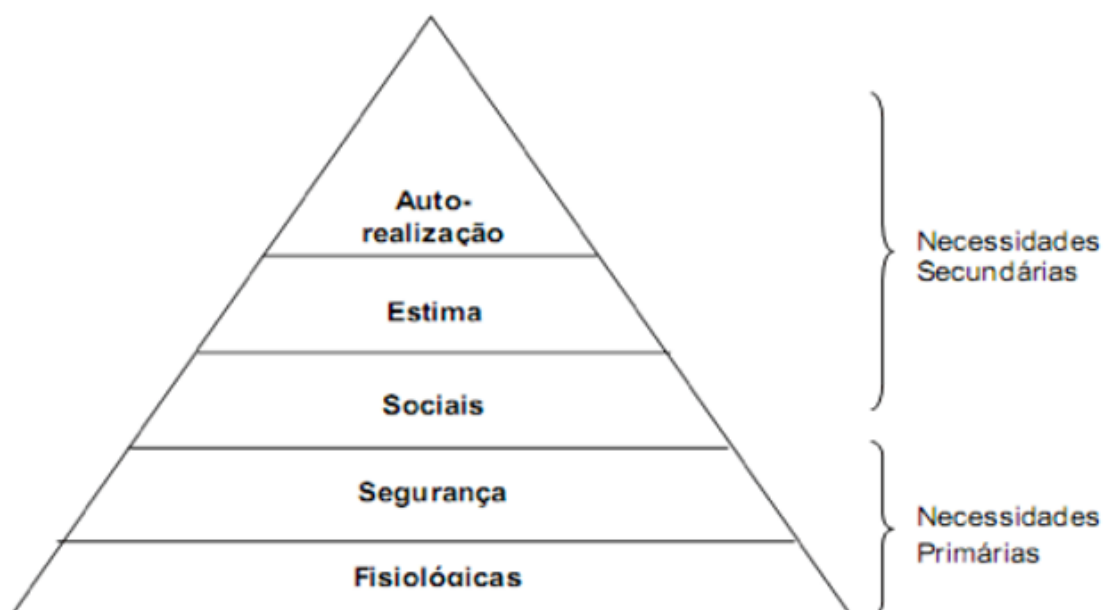 Auto-
realização
Estima
Sociais
Segurança
Fisiológicas
Necessidades
Secundárias
Necessidades
Primárias